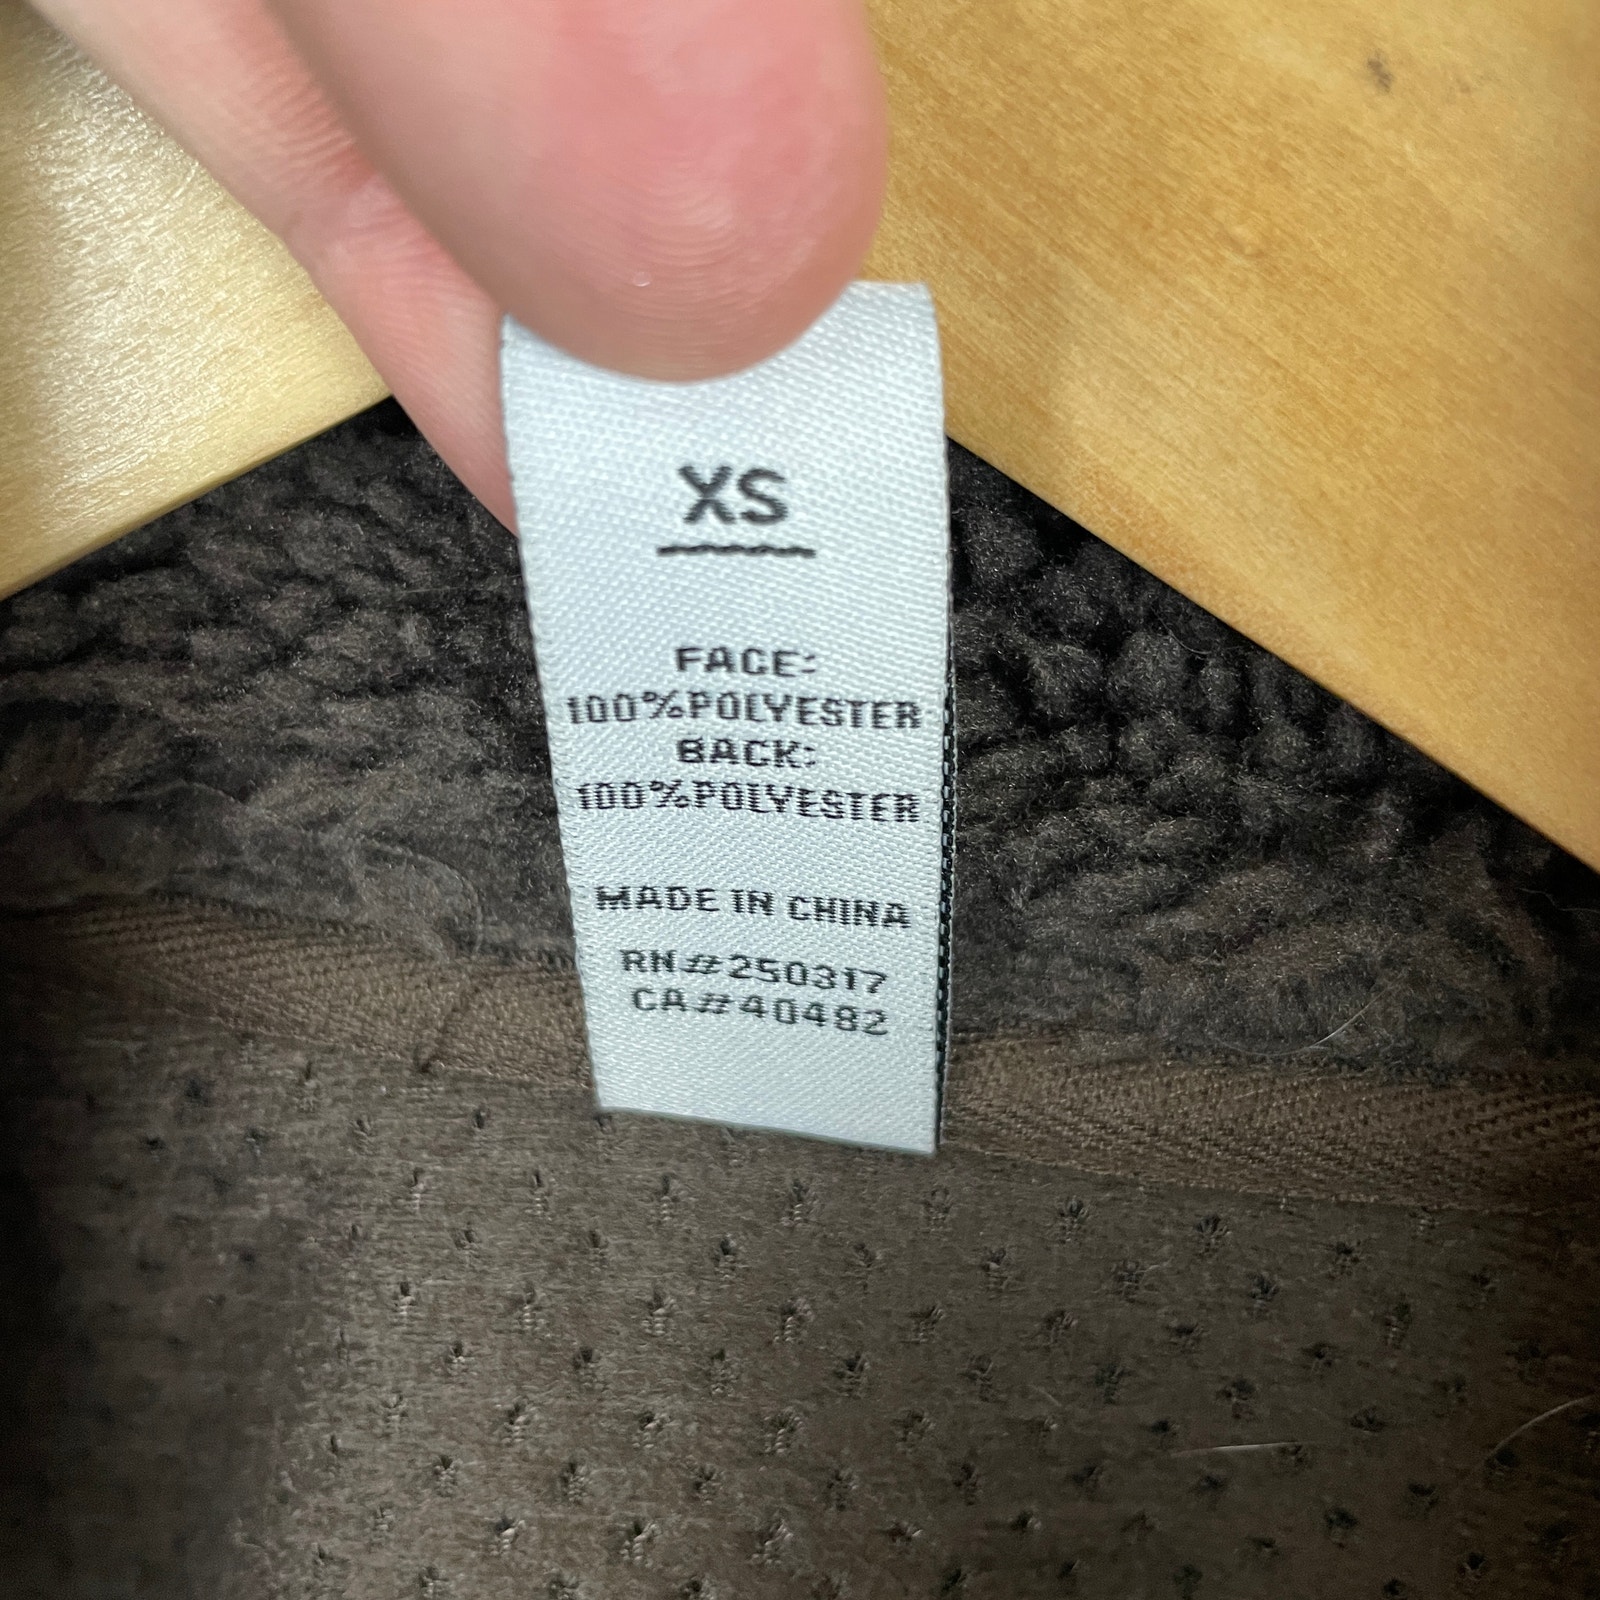 XS
FACE:
100%POLYESTER
BACK:
100%POLYESTER
MADE IN CHINA
RN#250317
CA#40482